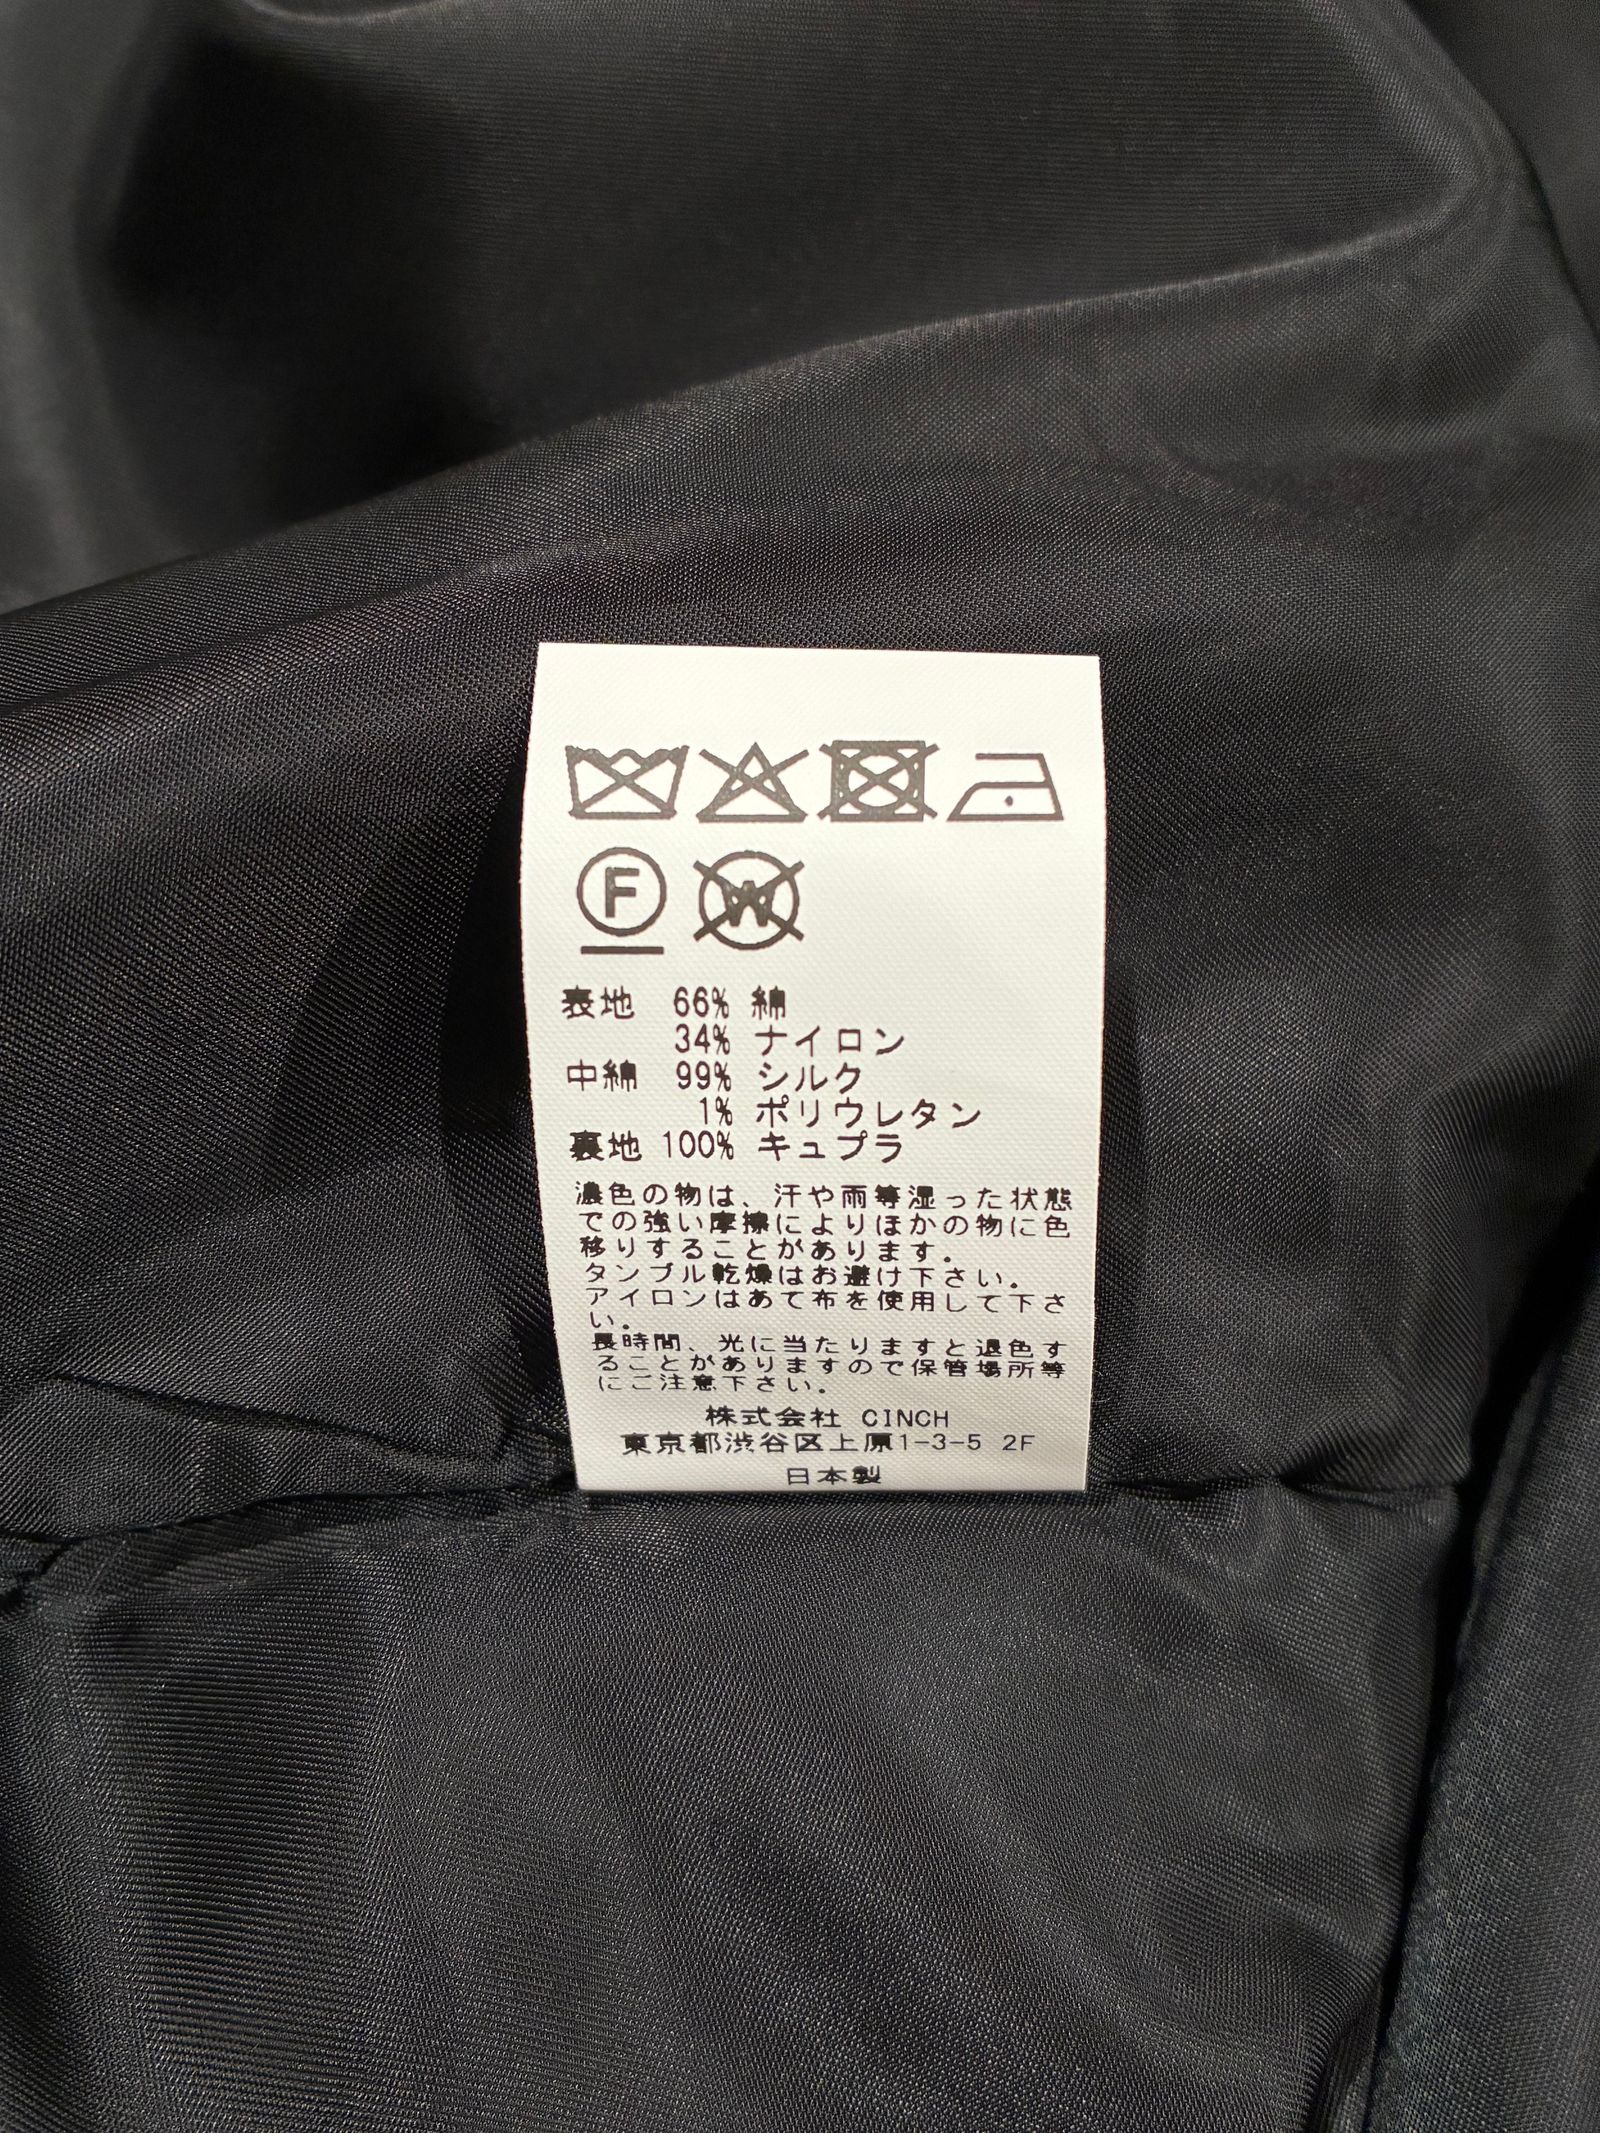 F
W
表地 66% 綿
34% ナイロン
中綿 99% シルク
1% ポリウレタン
裏地 100% キュプラ
濃色の物は、汗や雨等湿った状態
での強い摩擦によりほかの物に色
移りすることがあります。
タンブル乾燥はお避け下さい。
アイロンはあて布を使用して下さ
い。
長時間、光に当たりますと退色す
ることがありますので保管場所等
にご注意下さい。
株式会社 CINCH
東京都渋谷区上原1-3-5 2F
日本製